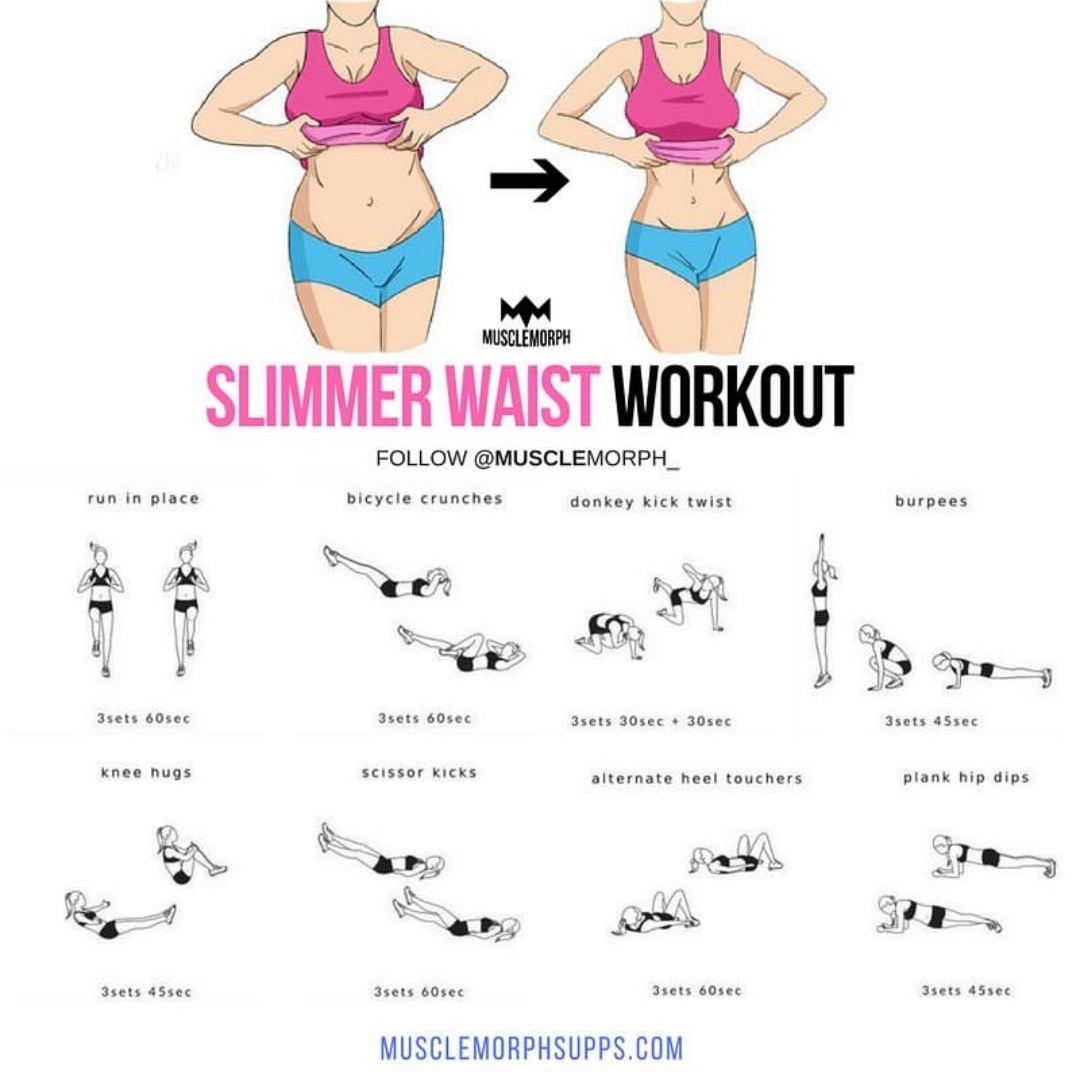 MUSCLEMORPH
SLIMMER WAIST WORKOUT
FOLLOW @MUSCLEMORPH_
run in place
bicycle crunches
donkey kick twist
burpees
3sets 60sec
3sets 60sec
3sets 30sec + 30sec
3sets 45sec
knee hugs
scissor kicks
alternate heel touchers
plank hip dips
3sets 45sec
3sets 60sec
3sets 60sec
3sets 45sec
MUSCLEMORPHSUPPS.COM